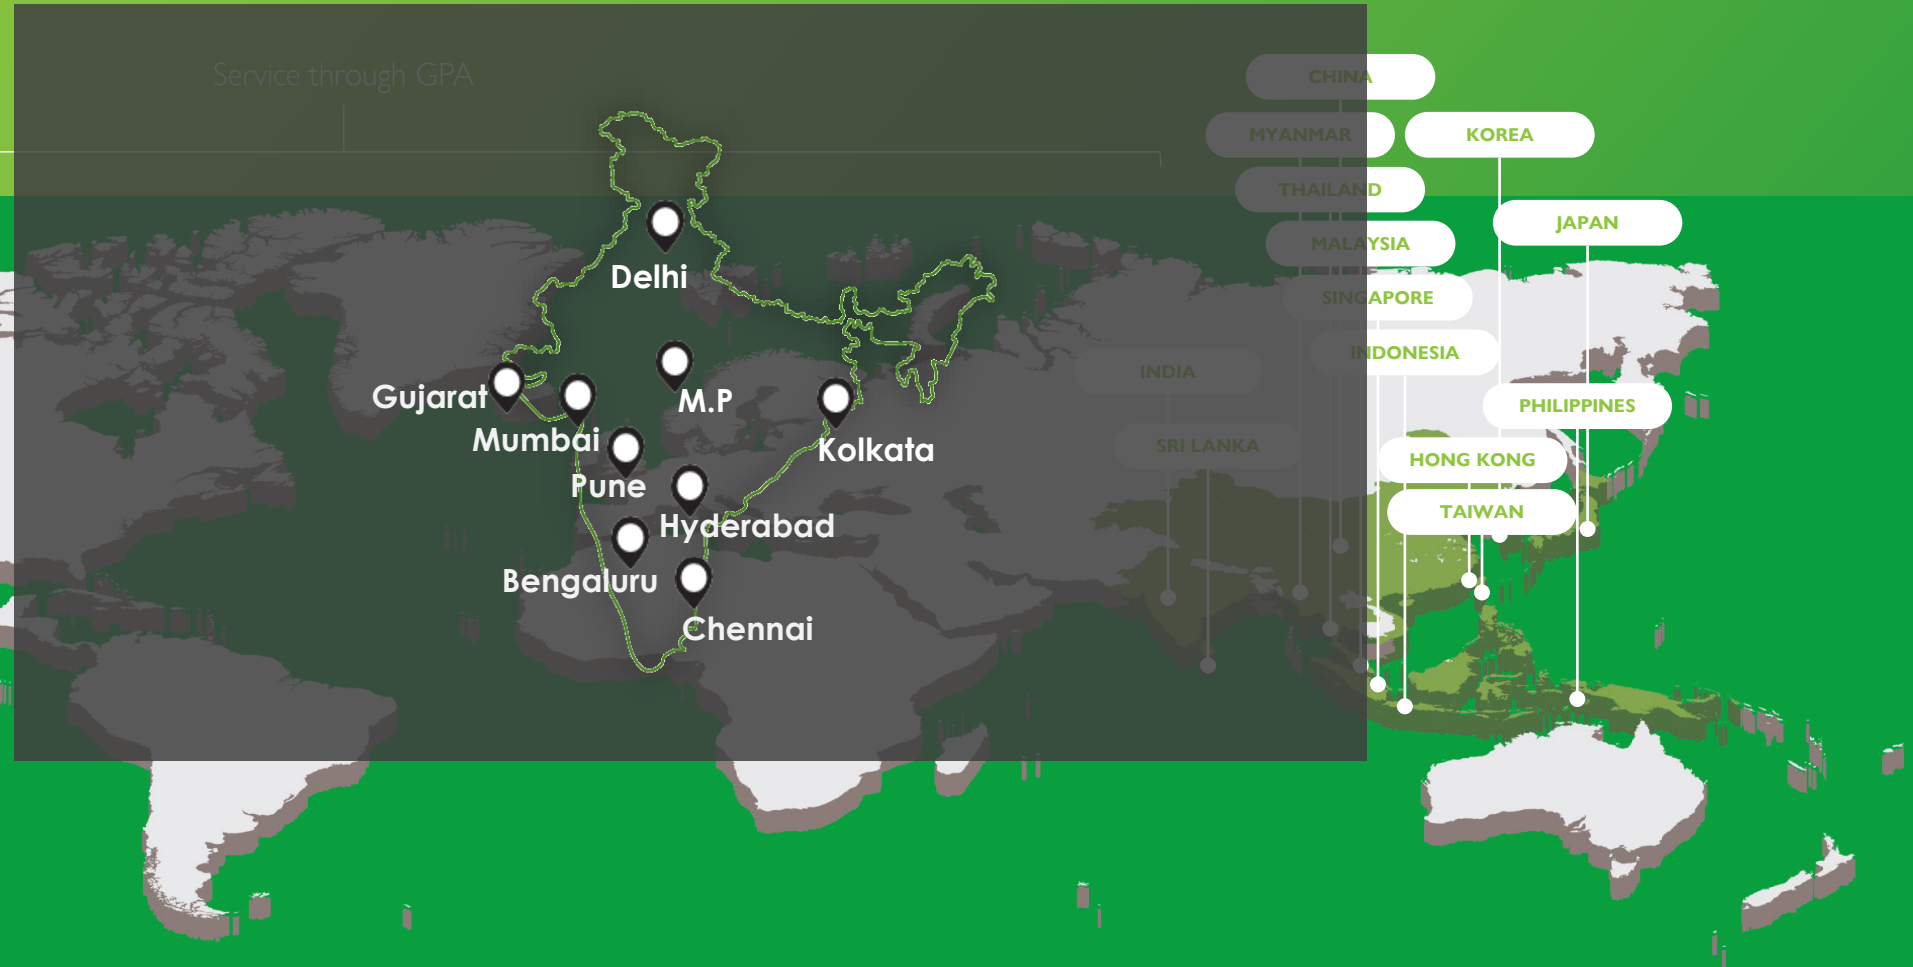 Service through GPA
CHINA
MYANMAR
KOREA
THAILAND
JAPAN
MALAYSIA
Delhi
SINGAPORE
INDONESIA
INDIA
Gujarat
M.P
PHILIPPINES
Mumbai
Kolkata
SRI LANKA
HONG KONG
Pune
TAIWAN
Hyderabad
Bengaluru
Chennai